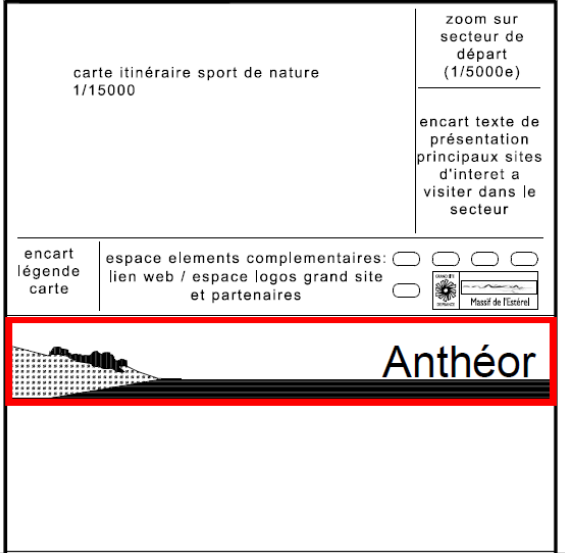 carte itinéraire sport de nature
1/15000
zoom sur
secteur de
départ
(1/5000e)
encart texte de
présentation
principaux sites
d'interet a
visiter dans le
secteur
encart
légende
carte
espace elements complementaires:
lien web / espace logos grand site
et partenaires
Massif de l'Estérel
Anthéor